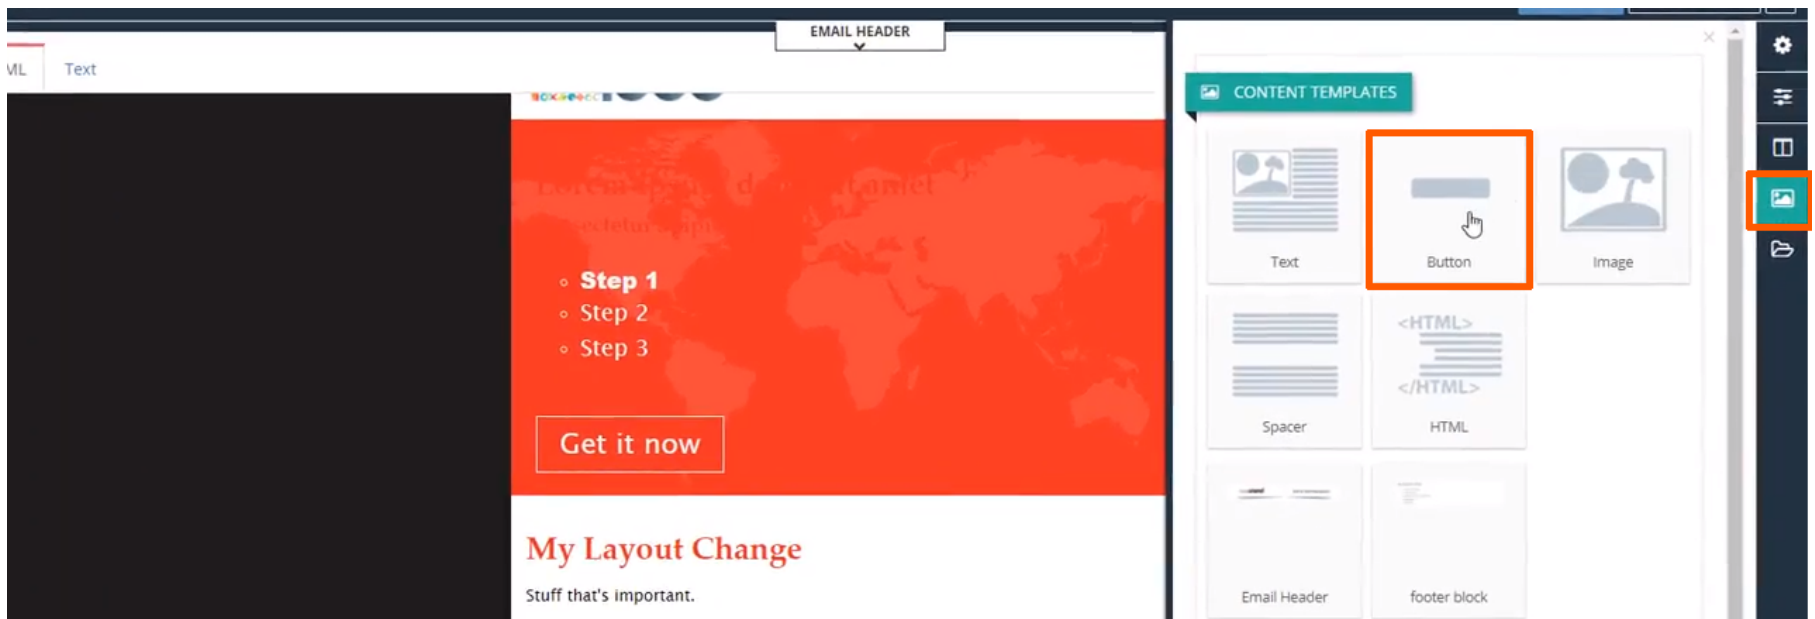 EMAIL HEADER
ML Text
CONTENT TEMPLATES
Text Button Image
Step 1
Step 2
Step 3
<HTML>
</HTML>
Spacer HTML
Get it now
My Layout Change
Stuff that's important.
Email Header footer block